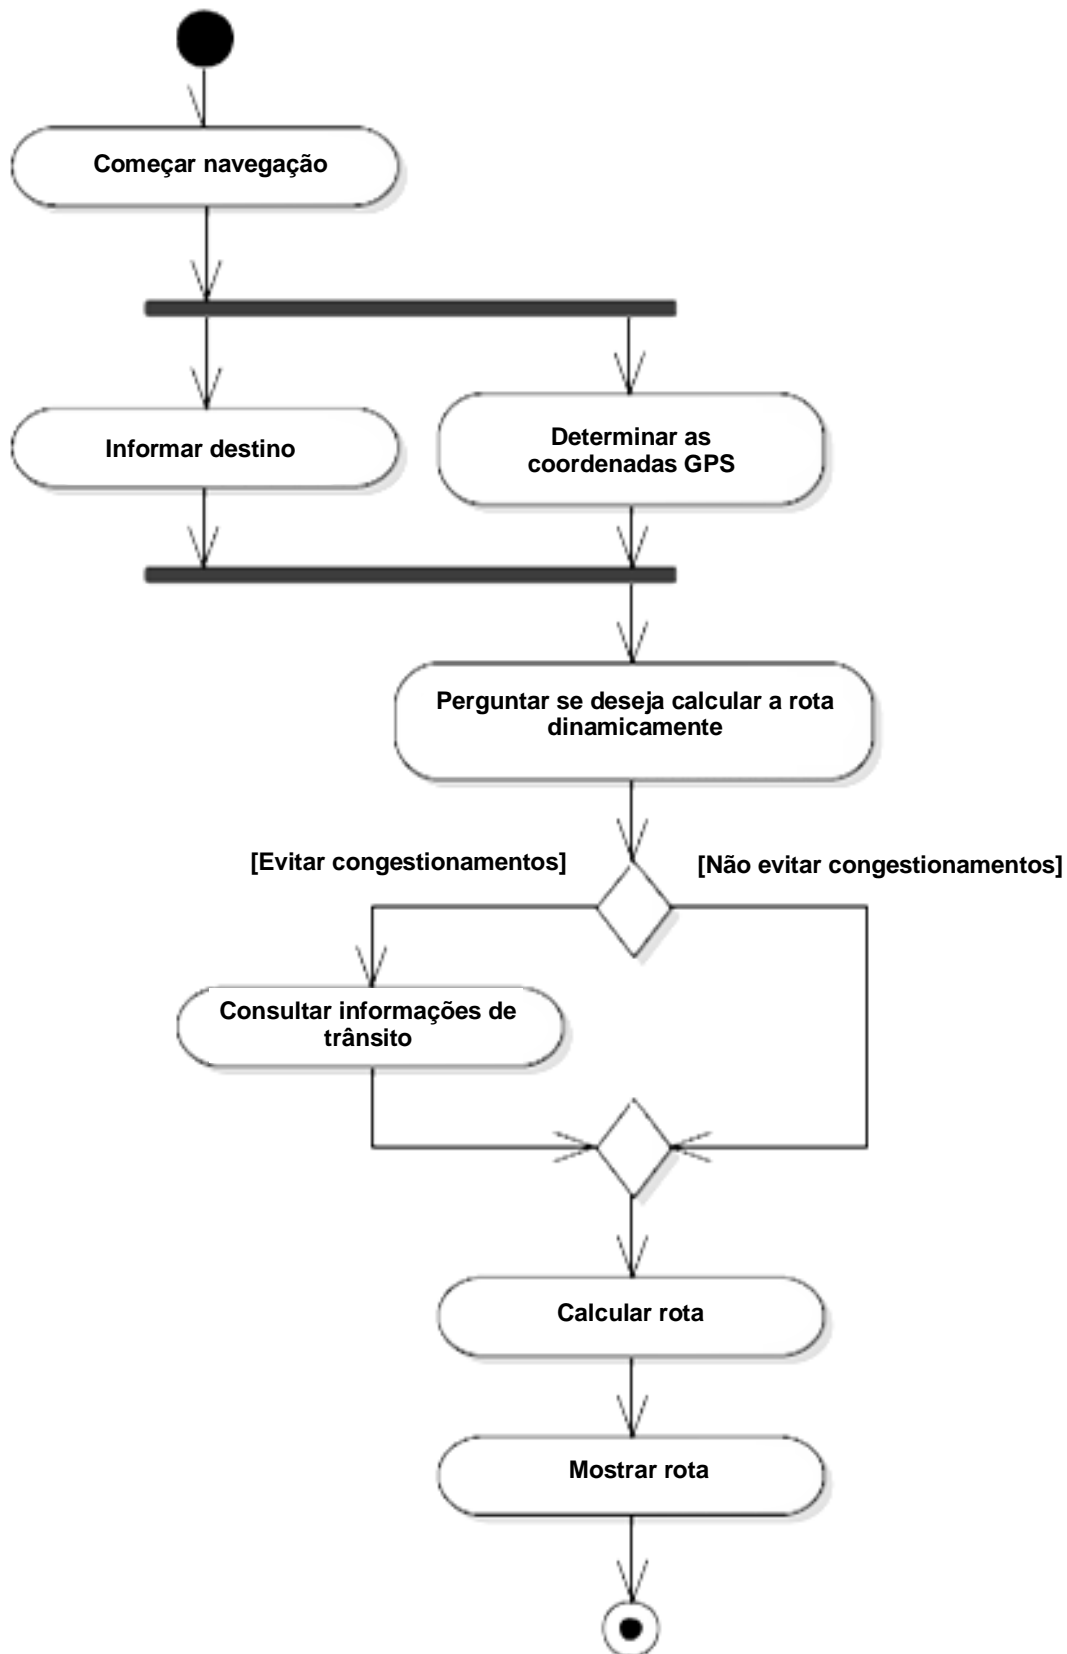 Começar navegação
Informar destino
Determinar as
coordenadas GPS
Perguntar se deseja calcular a rota
dinamicamente
[Evitar congestionamentos]
[Não evitar congestionamentos]
Consultar informações de
trânsito
Calcular rota
Mostrar rota